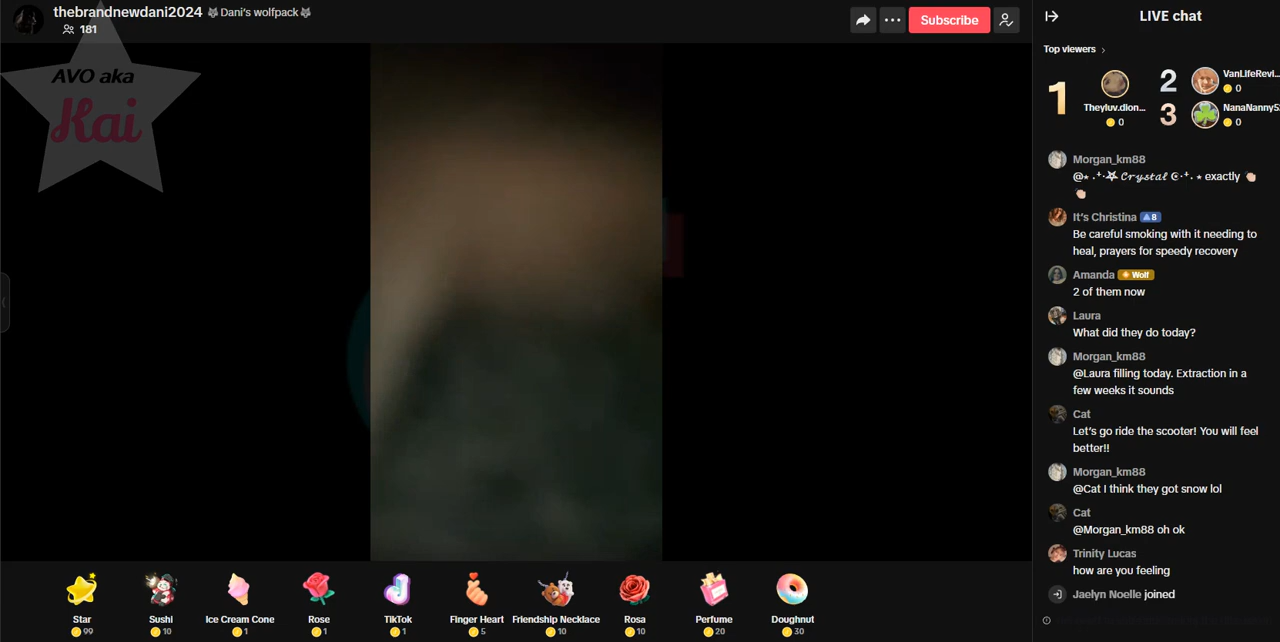 thebrandnewdani2024 🐺Dani's wolfpack🐺
181
Subscribe
AVO aka
Kai
LIVE chat
Top viewers
1
Theyluv.dion...
0
2
VanLifeRevi...
0
3
0
Morgan_km88
@⋆ .⁺‧⛧ 𝓒𝓻𝔂𝓼𝓽𝓪𝓵 ☪‧⁺. ⋆ exactly 👏🏻
👏🏻
It's Christina 8
Be careful smoking with it needing to
heal, prayers for speedy recovery
Amanda Wolf
2 of them now
Laura
What did they do today?
Morgan_km88
@Laura filling today. Extraction in a
few weeks it sounds
Cat
Let's go ride the scooter! You will feel
better!!
Morgan_km88
@Cat I think they got snow lol
Cat
@Morgan_km88 oh ok
Trinity Lucas
how are you feeling
Jaelyn Noelle joined
Star
99
Sushi
10
Ice Cream Cone
1
Rose
1
TikTok
1
Finger Heart
5
Friendship Necklace
10
Rosa
10
Perfume
20
Doughnut
30